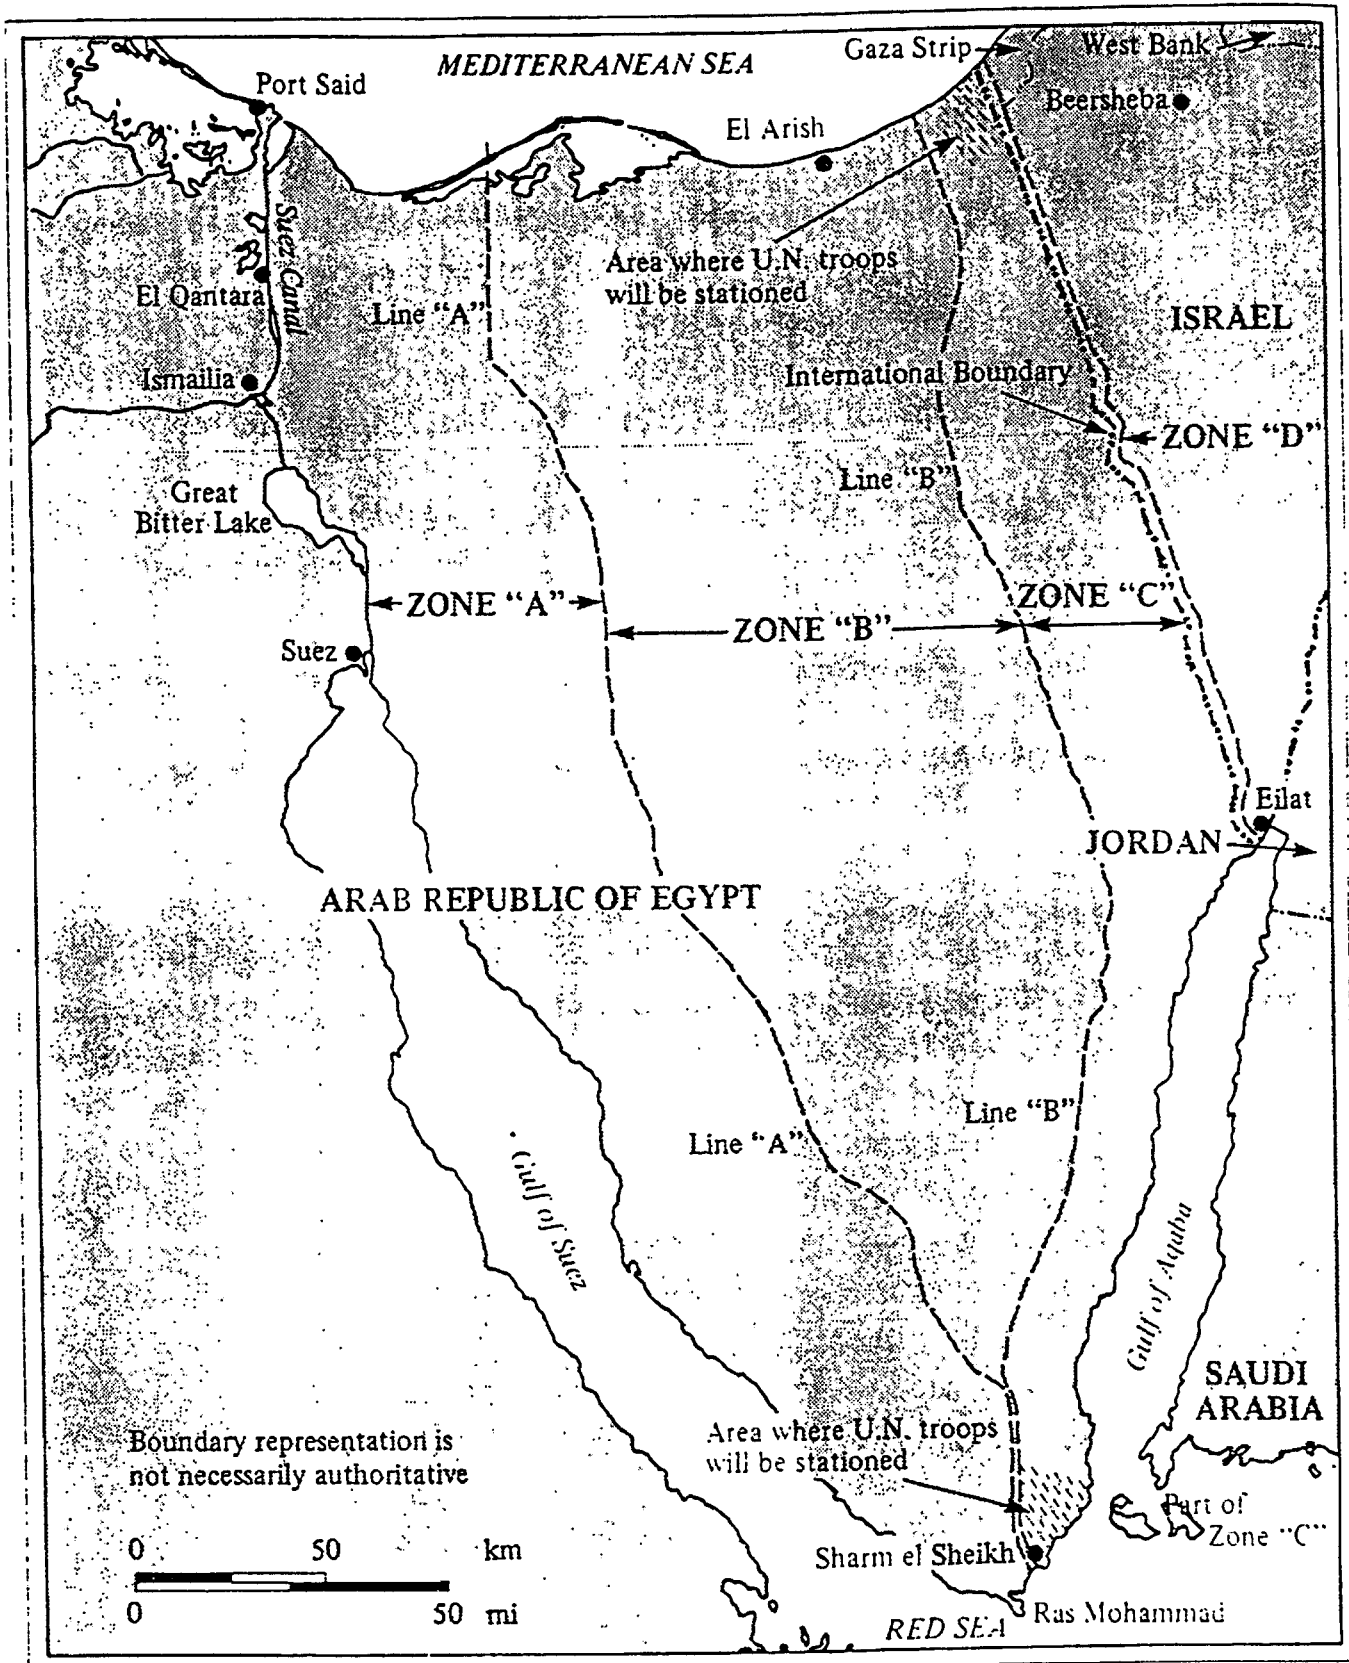 MEDITERRANEAN SEA
Gaza Strip
West Bank
Port Said
Beersheba
El Arish
Suez Canal
Area where U.N. troops
will be stationed
El Qantara
Line "A"
ISRAEL
Ismailia
International Boundary
ZONE "D"
Line "B"
Great
Bitter Lake
ZONE "A"
ZONE "B"
ZONE "C"
Suez
Eilat
JORDAN
ARAB REPUBLIC OF EGYPT
Line "B"
Line "A"
Gulf of Suez
Gulf of Aqaba
SAUDI
ARABIA
Area where U.N. troops
will be stationed
Boundary representation is
not necessarily authoritative
Part of
Zone "C"
0 50 km
Sharm el Sheikh
0 50 mi
Ras Mohammad
RED SEA